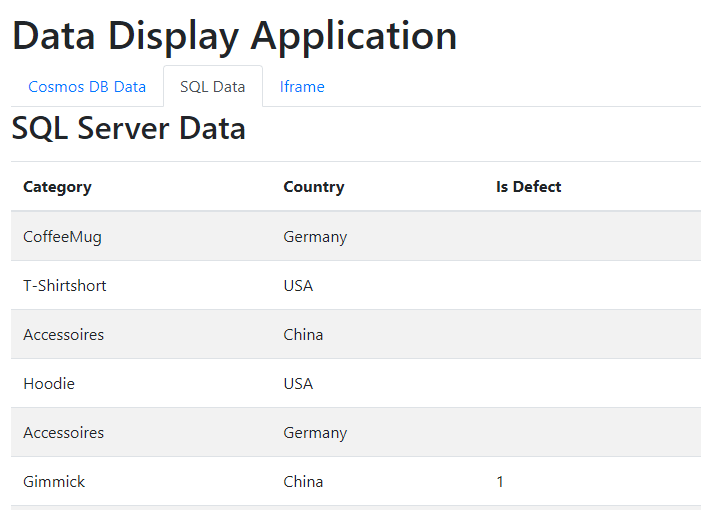 Data Display Application
Cosmos DB Data SQL Data Iframe
SQL Server Data
Category Country Is Defect
CoffeeMug Germany
T-Shirtshort USA
Accessoires China
Hoodie USA
Accessoires Germany
Gimmick China 1